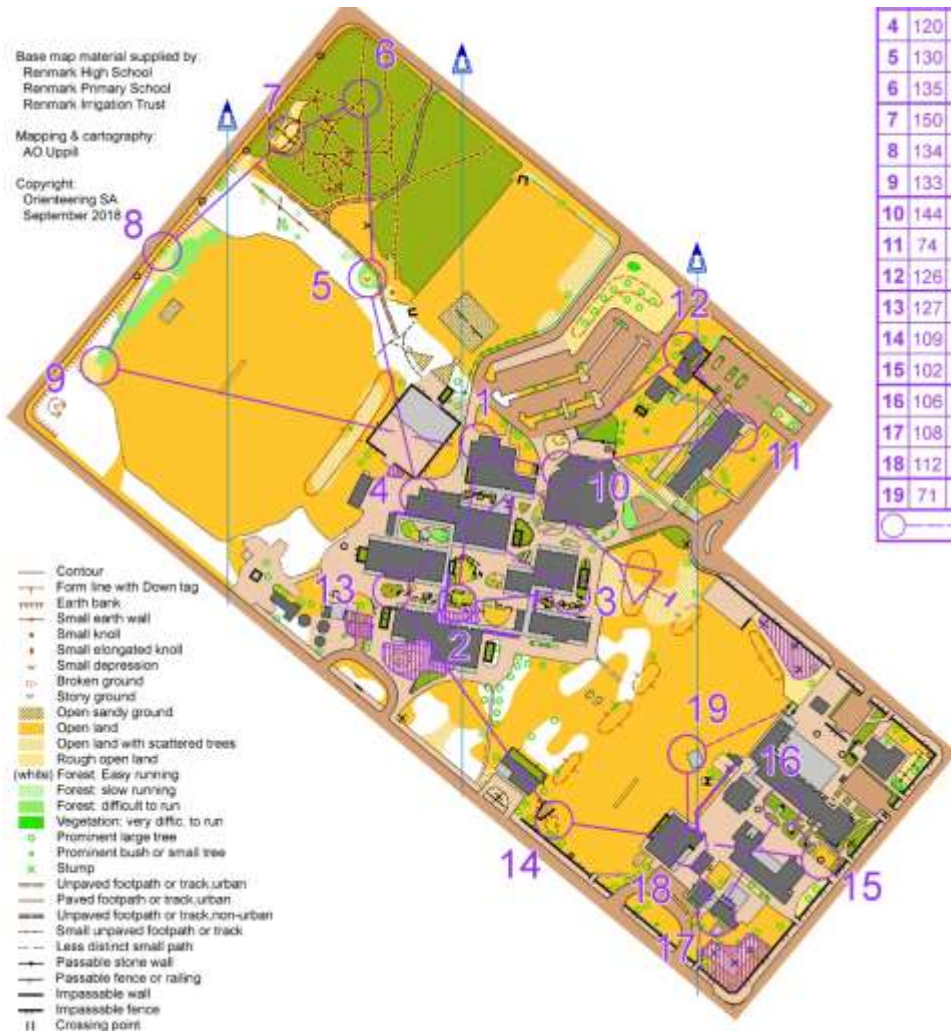 Base map material supplied by:
Renmark High School
Renmark Primary School
Renmark Irrigation Trust
Mapping & cartography:
AO Uppill
Copyright:
Orienteering SA
September 2018
4 120
5 130
6 135
7 150
8 134
9 133
10 144
11 74
12 126
13 127
14 109
15 102
16 106
17 108
18 112
19 71
6
7
8
5
12
9
1
11
10
4
13
3
2
19
16
14
18
15
17
Contour
Form line with Down tag
Earth bank
Small earth wall
Small knoll
Small elongated knoll
Small depression
Broken ground
Stony ground
Open sandy ground
Open land
Open land with scattered trees
Rough open land
(white) Forest: Easy running
Forest: slow running
Forest: difficult to run
Vegetation: very diffic. to run
Prominent large tree
Prominent bush or small tree
Stump
Unpaved footpath or track,urban
Paved footpath or track,urban
Unpaved footpath or track,non-urban
Small unpaved footpath or track
Less distinct small path
Passable stone wall
Passable fence or railing
Impassable wall
Impassable fence
Crossing point